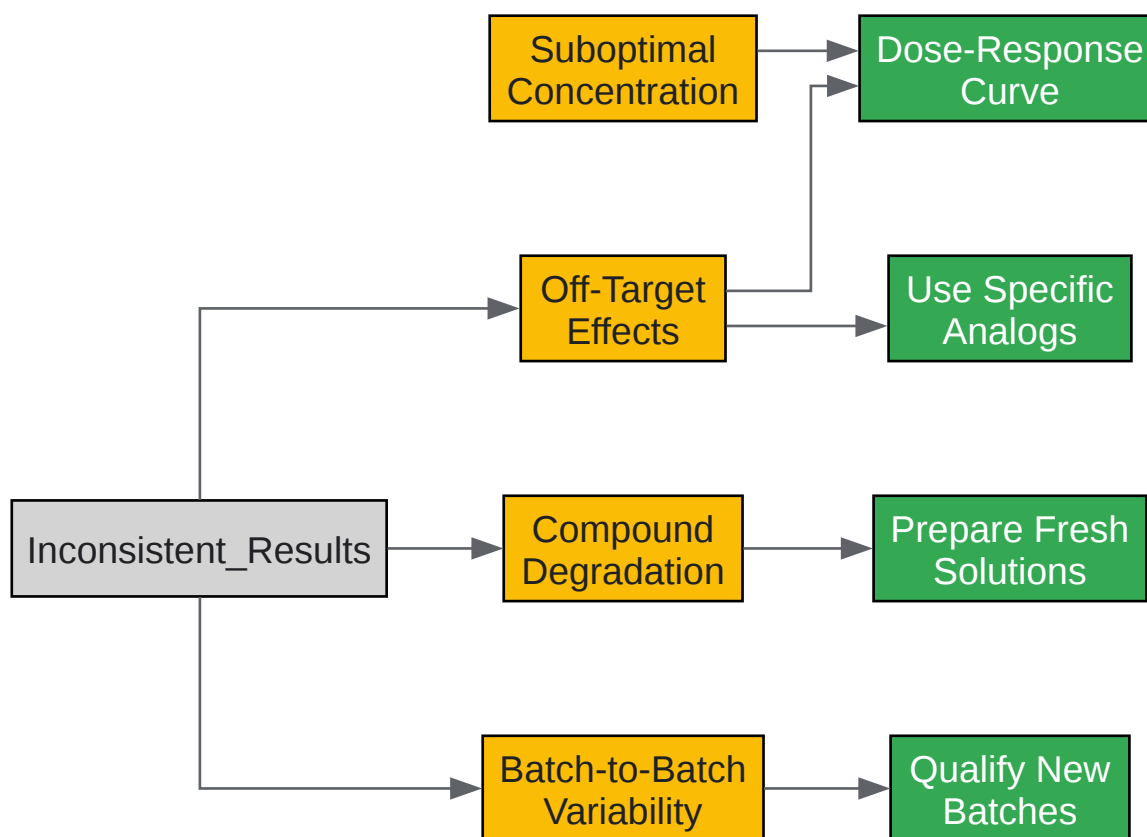 Suboptimal
Concentration
Dose-Response
Curve
Off-Target
Effects
Use Specific
Analogs
Inconsistent_Results
Compound
Degradation
Prepare Fresh
Solutions
Batch-to-Batch
Variability
Qualify New
Batches